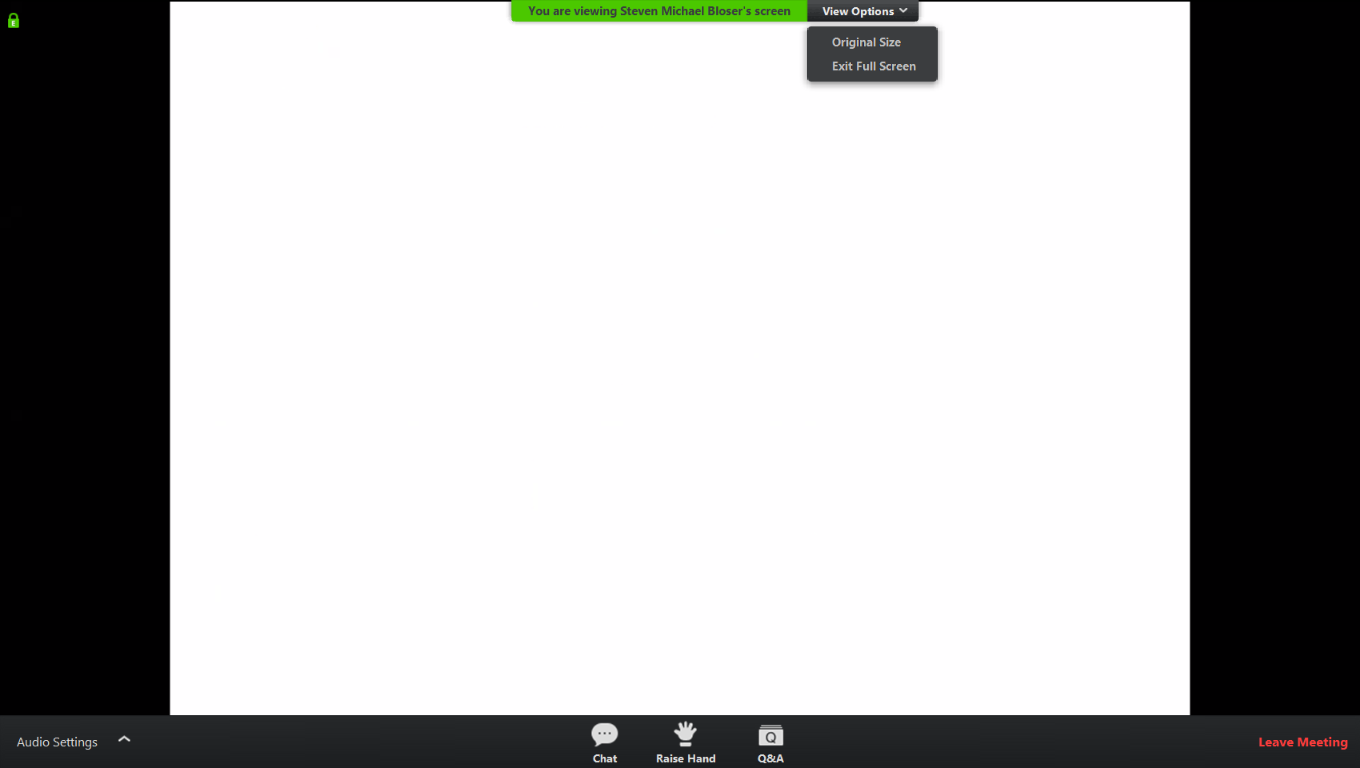 E
You are viewing Steven Michael Bloser's screen
View Options
Original Size
Exit Full Screen
Audio Settings
Chat
Raise Hand
Q
Q&A
Leave Meeting